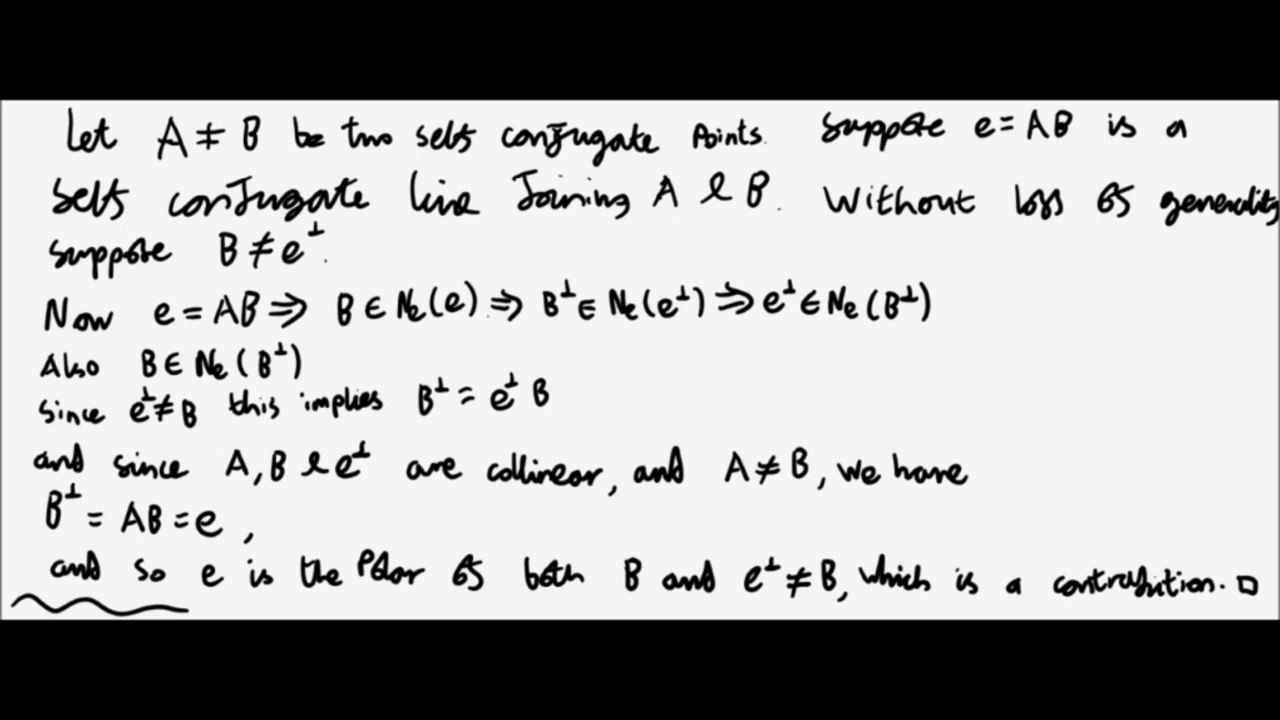 Let A ≠ B be two self conjugate points. Suppose e = AB is a
self conjugate line Joining A & B. Without loss of generality
suppose B ≠ e^⊥.
Now e = AB ⇒ B ∈ Ne(e) ⇒ B^⊥ ∈ Ne(e^⊥) ⇒ e^⊥ ∈ Ne(B^⊥)
Also B ∈ Ne(B^⊥)
since e^⊥ ≠ B this implies B^⊥ = e^⊥ B
and since A, B & e^⊥ are collinear, and A ≠ B, we have
B^⊥ = AB = e,
and so e is the Polar of both B and e^⊥ ≠ B, which is a contradition. □